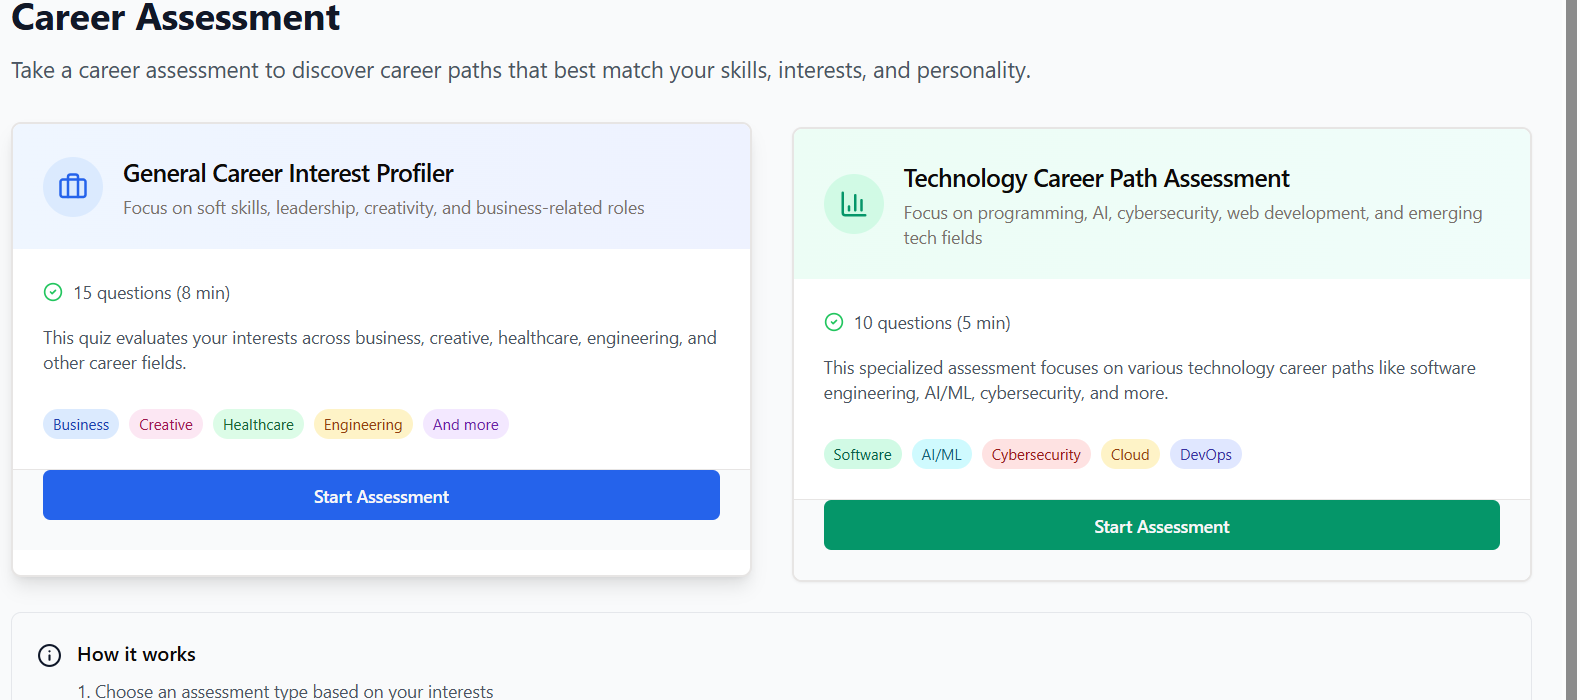 Career Assessment
Take a career assessment to discover career paths that best match your skills, interests, and personality.
General Career Interest Profiler
Focus on soft skills, leadership, creativity, and business-related roles
15 questions (8 min)
This quiz evaluates your interests across business, creative, healthcare, engineering, and
other career fields.
Business Creative Healthcare Engineering And more
Start Assessment
Technology Career Path Assessment
Focus on programming, AI, cybersecurity, web development, and emerging
tech fields
10 questions (5 min)
This specialized assessment focuses on various technology career paths like software
engineering, AI/ML, cybersecurity, and more.
Software AI/ML Cybersecurity Cloud DevOps
Start Assessment
How it works
1. Choose an assessment type based on your interests